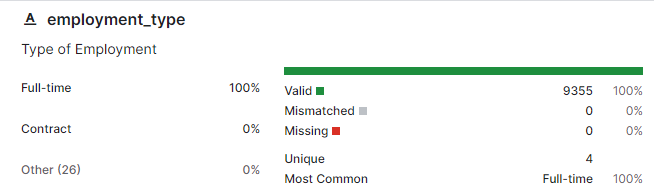 A employment_type
Type of Employment
Full-time 100%
Contract 0%
Other (26) 0%
Valid 9355 100%
Mismatched 0 0%
Missing 0 0%
Unique 4
Most Common Full-time 100%